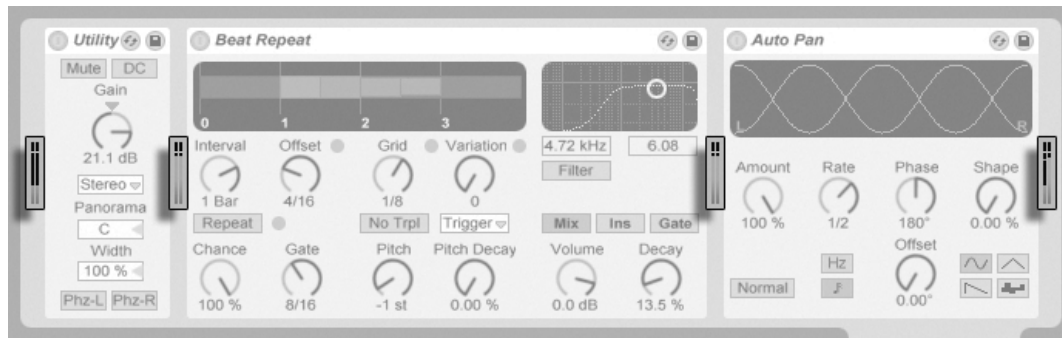 Utility
Mute DC
Gain
21.1 dB
Stereo
Panorama
C
Width
100 %
Phz-L Phz-R
Beat Repeat
0 1 2 3
Interval Offset Grid Variation
1 Bar 4/16 1/8 0
Repeat No Trpl Trigger
Chance Gate Pitch Pitch Decay
100 % 8/16 -1 st 0.00 %
4.72 kHz 6.08
Filter
Mix Ins Gate
Volume Decay
0.0 dB 13.5 %
Auto Pan
L R
Amount Rate Phase Shape
100 % 1/2 180° 0.00 %
Offset
Hz
Normal 0.00°